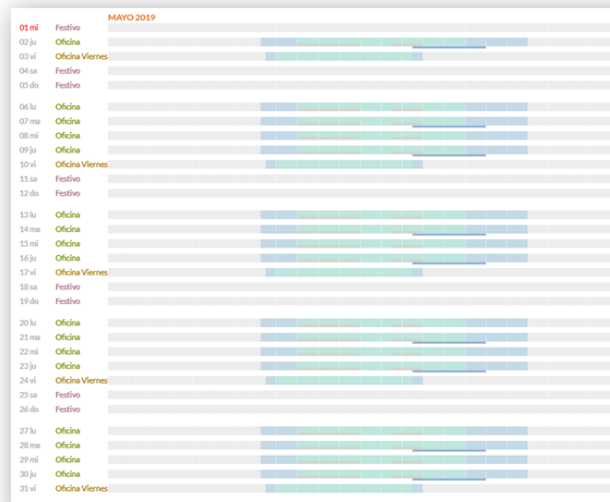 MAYO 2019
01 mi Festivo
02 ju Oficina
03 vi Oficina Viernes
04 sa Festivo
05 do Festivo
06 lu Oficina
07 ma Oficina
08 mi Oficina
09 ju Oficina
10 vi Oficina Viernes
11 sa Festivo
12 do Festivo
13 lu Oficina
14 ma Oficina
15 mi Oficina
16 ju Oficina
17 vi Oficina Viernes
18 sa Festivo
19 do Festivo
20 lu Oficina
21 ma Oficina
22 mi Oficina
23 ju Oficina
24 vi Oficina Viernes
25 sa Festivo
26 do Festivo
27 lu Oficina
28 ma Oficina
29 mi Oficina
30 ju Oficina
31 vi Oficina Viernes